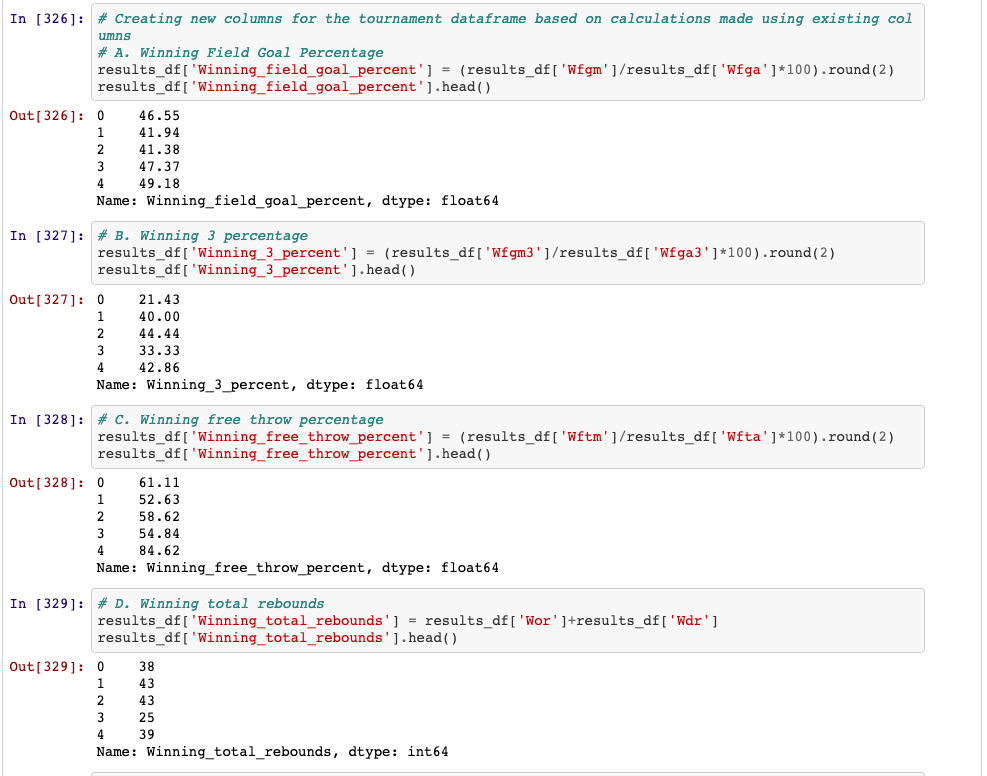 In [326]: # Creating new columns for the tournament dataframe based on calculations made using existing col
umns
# A. Winning Field Goal Percentage
results_df['Winning_field_goal_percent'] = (results_df['Wfgm']/results_df['Wfga']*100).round(2)
results_df['Winning_field_goal_percent'].head()
Out[326]: 0    46.55
1    41.94
2    41.38
3    47.37
4    49.18
Name: Winning_field_goal_percent, dtype: float64
In [327]: # B. Winning 3 percentage
results_df['Winning_3_percent'] = (results_df['Wfgm3']/results_df['Wfga3']*100).round(2)
results_df['Winning_3_percent'].head()
Out[327]: 0    21.43
1    40.00
2    44.44
3    33.33
4    42.86
Name: Winning_3_percent, dtype: float64
In [328]: # C. Winning free throw percentage
results_df['Winning_free_throw_percent'] = (results_df['Wftm']/results_df['Wfta']*100).round(2)
results_df['Winning_free_throw_percent'].head()
Out[328]: 0    61.11
1    52.63
2    58.62
3    54.84
4    84.62
Name: Winning_free_throw_percent, dtype: float64
In [329]: # D. Winning total rebounds
results_df['Winning_total_rebounds'] = results_df['Wor']+results_df['Wdr']
results_df['Winning_total_rebounds'].head()
Out[329]: 0    38
1    43
2    43
3    25
4    39
Name: Winning_total_rebounds, dtype: int64